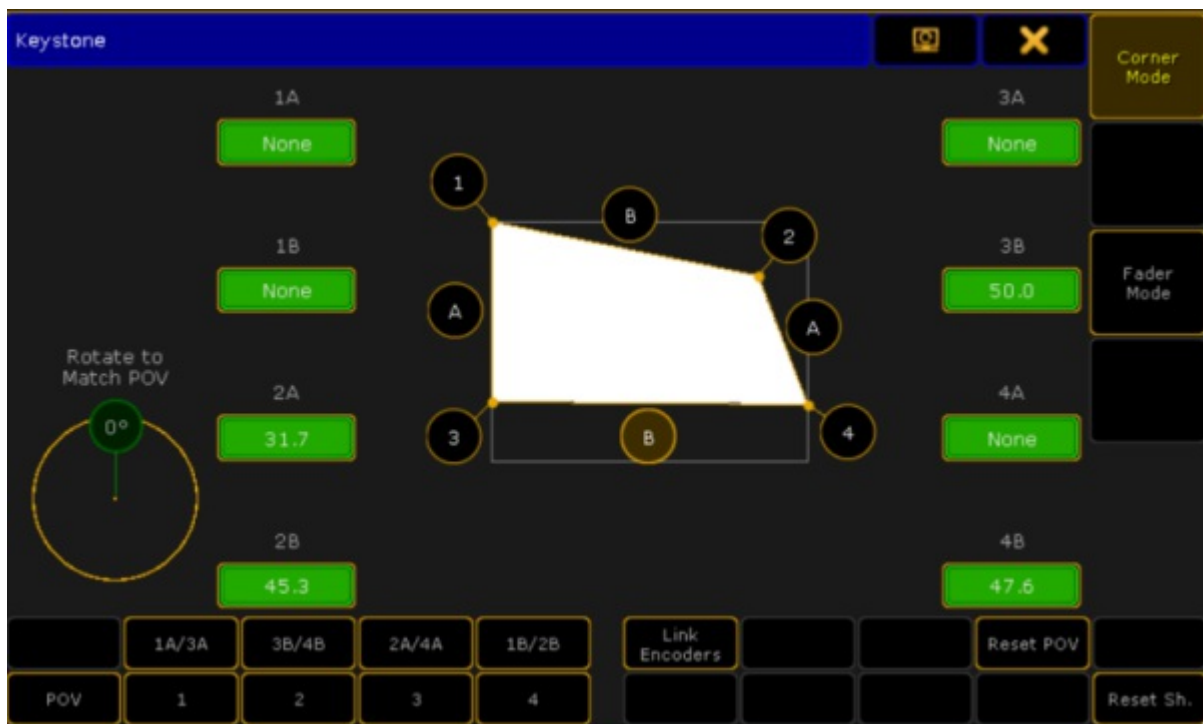 Keystone
Corner
Mode
1A
None
3A
None
1
B
2
1B
None
3B
50.0
Fader
Mode
A
A
Rotate to
Match POV
0°
2A
31.7
4A
None
3
B
4
2B
45.3
4B
47.6
1A/3A
3B/4B
2A/4A
1B/2B
Link
Encoders
Reset POV
POV
1
2
3
4
Reset Sh.